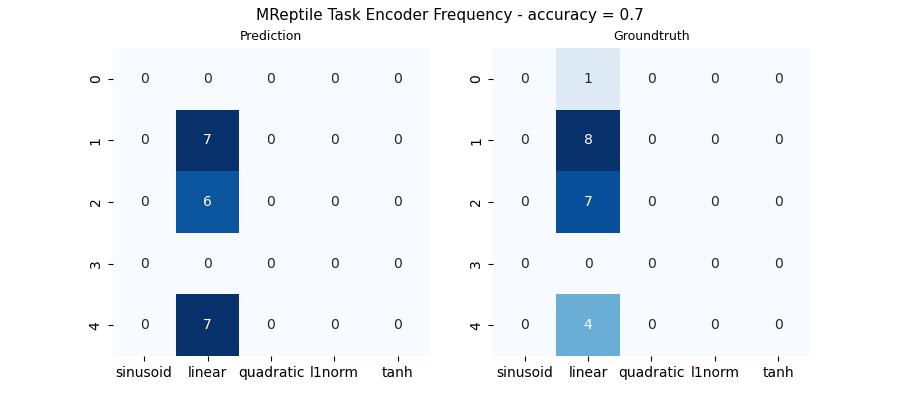 MReptile Task Encoder Frequency - accuracy = 0.7
Prediction Groundtruth
0 0 0 0 0 0 0 0 1 0 0 0
1 0 7 0 0 0 1 0 8 0 0 0
2 0 6 0 0 0 2 0 7 0 0 0
3 0 0 0 0 0 3 0 0 0 0 0
4 0 7 0 0 0 4 0 4 0 0 0
sinusoid linear quadratic l1norm tanh sinusoid linear quadratic l1norm tanh